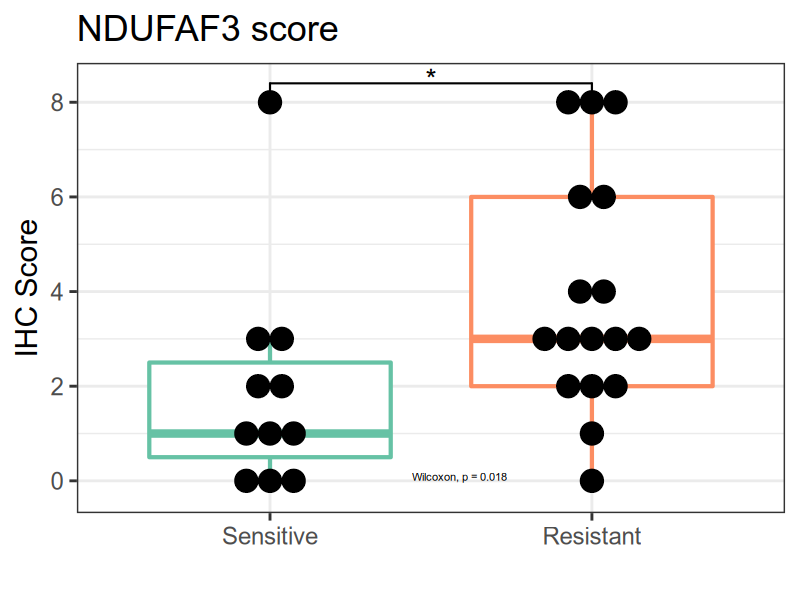 NDUFAF3 score
*
IHC Score
8
6
4
2
0
Wilcoxon, p = 0.018
Sensitive
Resistant